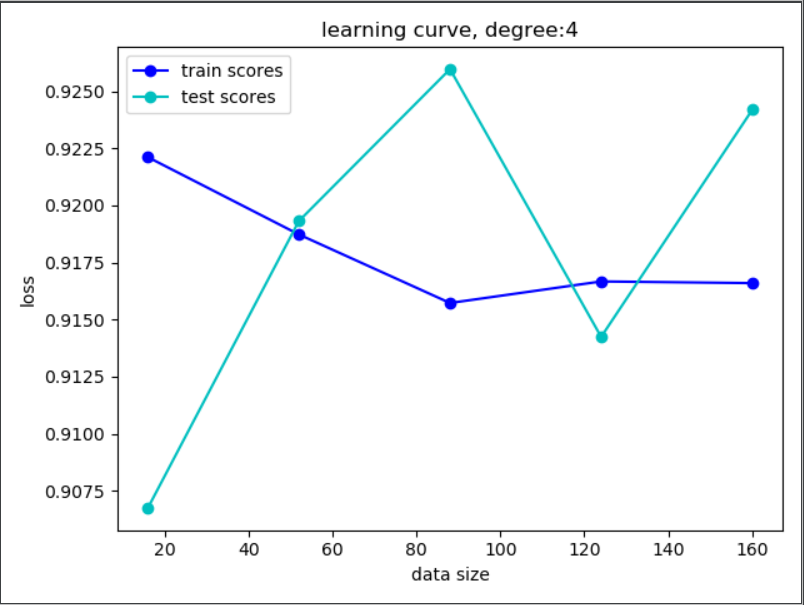 learning curve, degree:4
train scores
test scores
0.9250
0.9225
0.9200
0.9175
0.9150
0.9125
0.9100
0.9075
loss
20 40 60 80 100 120 140 160
data size